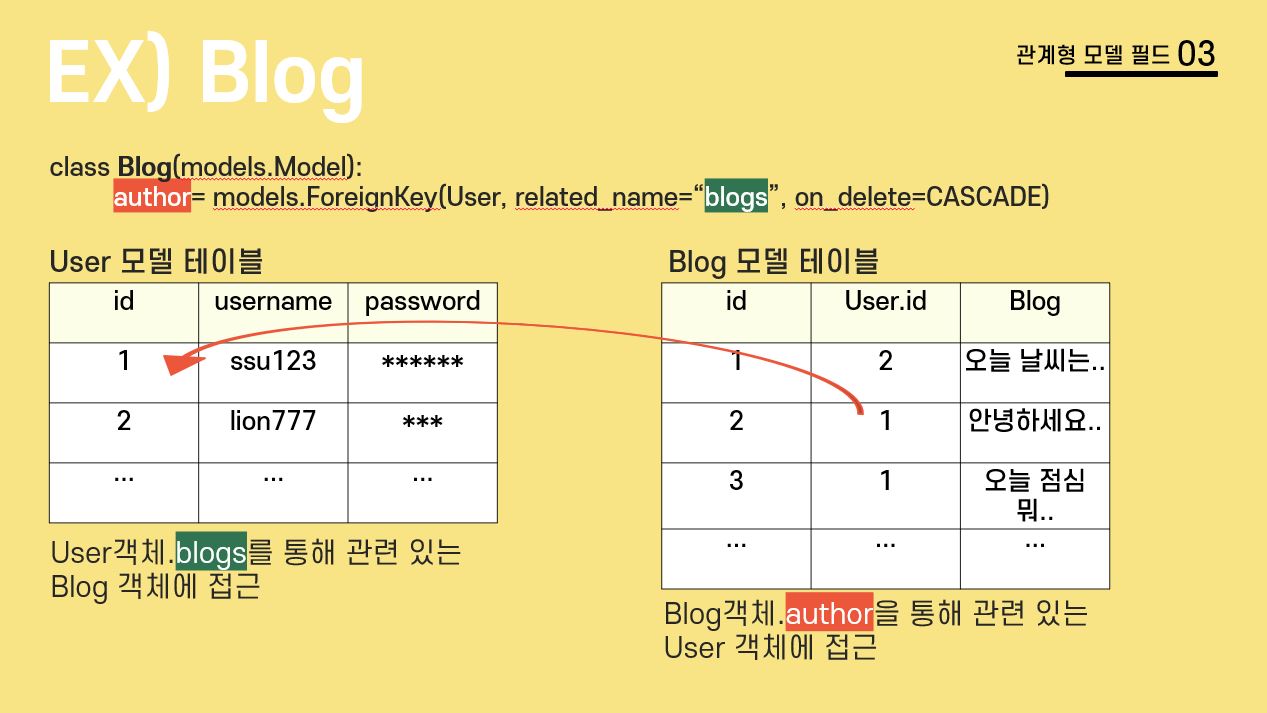 EX) Blog
관계형 모델 필드 03
class Blog(models.Model):
author= models.ForeignKey(User, related_name=“blogs”, on_delete=CASCADE)
User 모델 테이블
id username password
1 ssu123 ******
2 lion777 ***
... ... ...
User객체.blogs를 통해 관련 있는
Blog 객체에 접근
Blog 모델 테이블
id User.id Blog
1 2 오늘 날씨는..
2 1 안녕하세요..
3 1 오늘 점심
뭐..
... ... ...
Blog객체.author을 통해 관련 있는
User 객체에 접근